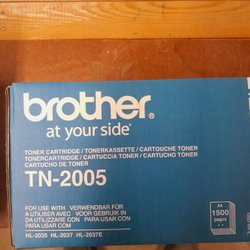 brother
at your side®
TONER CARTRIDGE / TONERKASSETTE / CARTOUCHE TONER
TONERCARTRIDGE / CARTUCCIA TONER / CARTUCHO TONER
CARTUCHO DE TONER
TN-2005
FOR USE WITH VERWENDBAR FÜR
A UTILISER AVEC GEBRUIK IN
DA UTILIZZARE CON PARA USAR CON
PARA USAR COM
HL-2035 HL-2037 HL-2037E
A4
1500
pages